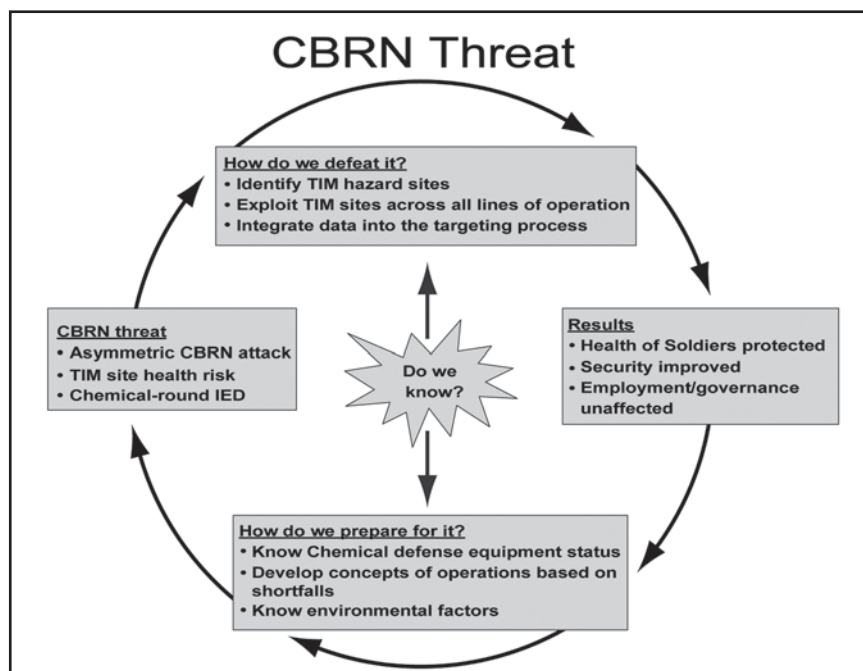 CBRN Threat
How do we defeat it?
• Identify TIM hazard sites
• Exploit TIM sites across all lines of operation
• Integrate data into the targeting process
CBRN threat
• Asymmetric CBRN attack
• TIM site health risk
• Chemical-round IED
Do we
know?
Results
• Health of Soldiers protected
• Security improved
• Employment/governance
unaffected
How do we prepare for it?
• Know Chemical defense equipment status
• Develop concepts of operations based on
shortfalls
• Know environmental factors